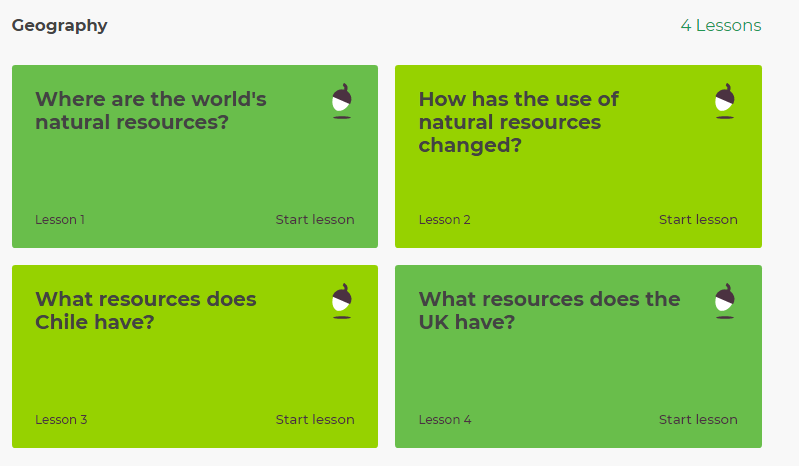 Geography
4 Lessons
Where are the world's
natural resources?
Lesson 1
Start lesson
How has the use of
natural resources
changed?
Lesson 2
Start lesson
What resources does
Chile have?
Lesson 3
Start lesson
What resources does the
UK have?
Lesson 4
Start lesson